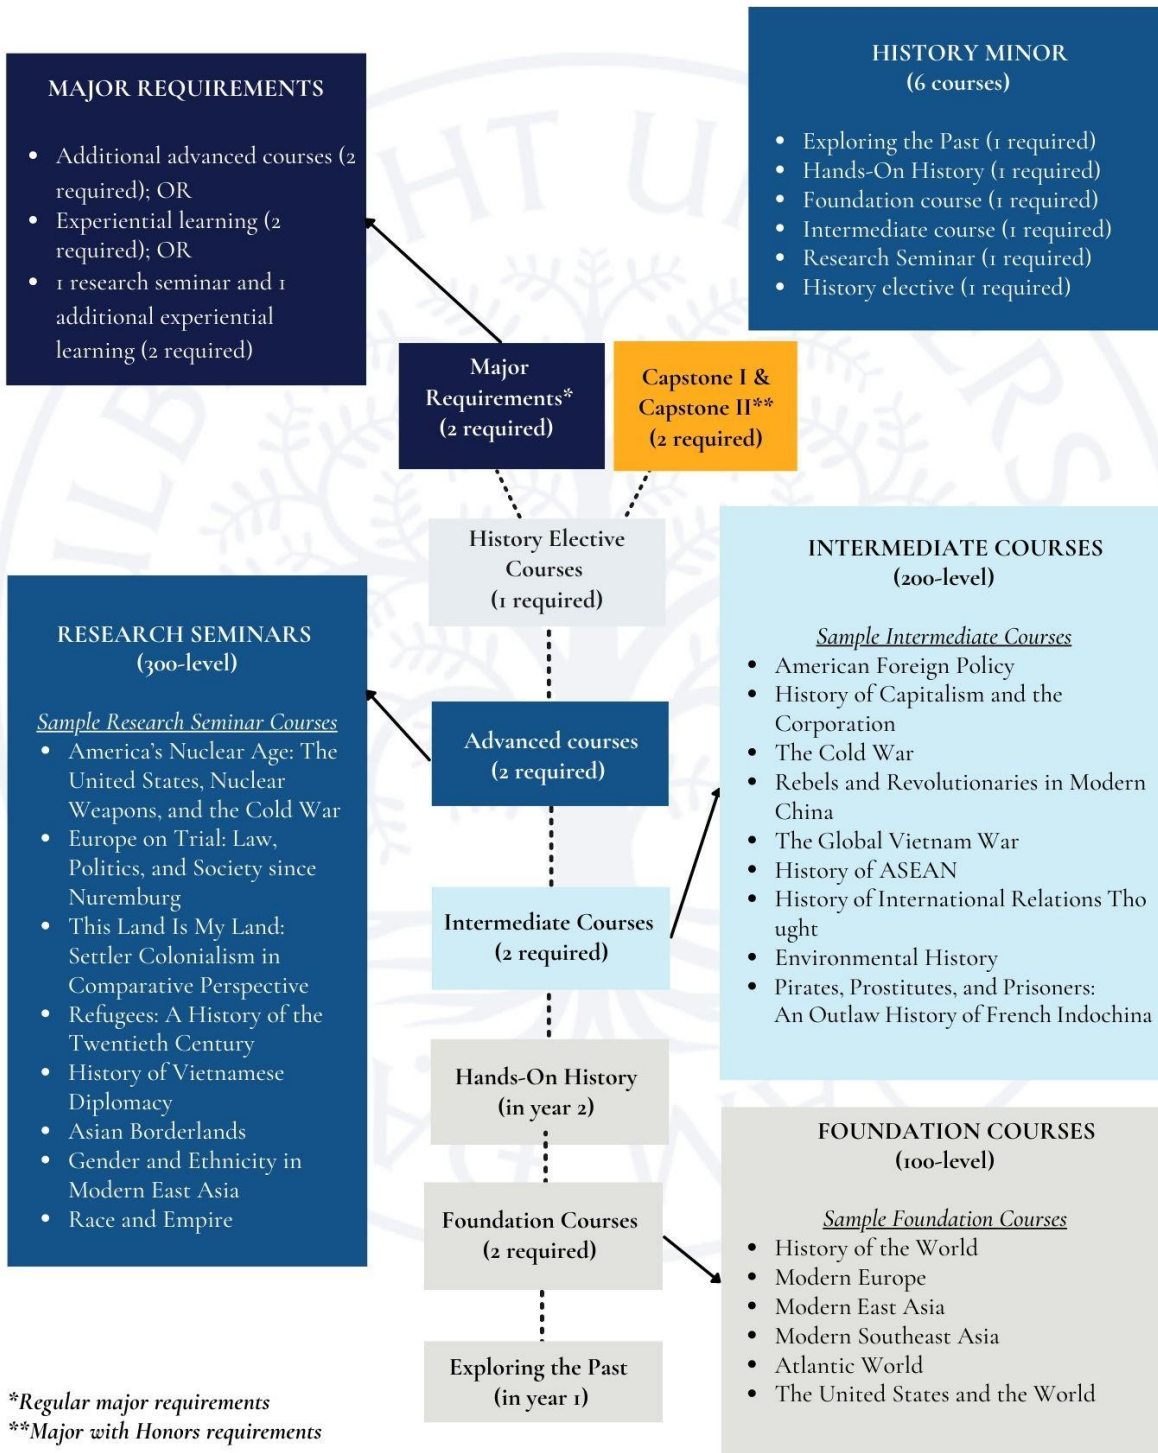 MAJOR REQUIREMENTS
• Additional advanced courses (2
required); OR
• Experiential learning (2
required); OR
• 1 research seminar and 1
additional experiential
learning (2 required)
HISTORY MINOR
(6 courses)
• Exploring the Past (1 required)
• Hands-On History (1 required)
• Foundation course (1 required)
• Intermediate course (1 required)
• Research Seminar (1 required)
• History elective (1 required)
Major
Requirements*
(2 required)
Capstone I &
Capstone II**
(2 required)
History Elective
Courses
(1 required)
RESEARCH SEMINARS
(300-level)
Sample Research Seminar Courses
• America’s Nuclear Age: The
United States, Nuclear
Weapons, and the Cold War
• Europe on Trial: Law,
Politics, and Society since
Nuremburg
• This Land Is My Land:
Settler Colonialism in
Comparative Perspective
• Refugees: A History of the
Twentieth Century
• History of Vietnamese
Diplomacy
• Asian Borderlands
• Gender and Ethnicity in
Modern East Asia
• Race and Empire
Advanced courses
(2 required)
INTERMEDIATE COURSES
(200-level)
Sample Intermediate Courses
• American Foreign Policy
• History of Capitalism and the
Corporation
• The Cold War
• Rebels and Revolutionaries in Modern
China
• The Global Vietnam War
• History of ASEAN
• History of International Relations Tho
ught
• Environmental History
• Pirates, Prostitutes, and Prisoners:
An Outlaw History of French Indochina
Intermediate Courses
(2 required)
Hands-On History
(in year 2)
Foundation Courses
(2 required)
FOUNDATION COURSES
(100-level)
Sample Foundation Courses
• History of the World
• Modern Europe
• Modern East Asia
• Modern Southeast Asia
• Atlantic World
• The United States and the World
Exploring the Past
(in year 1)
*Regular major requirements
**Major with Honors requirements